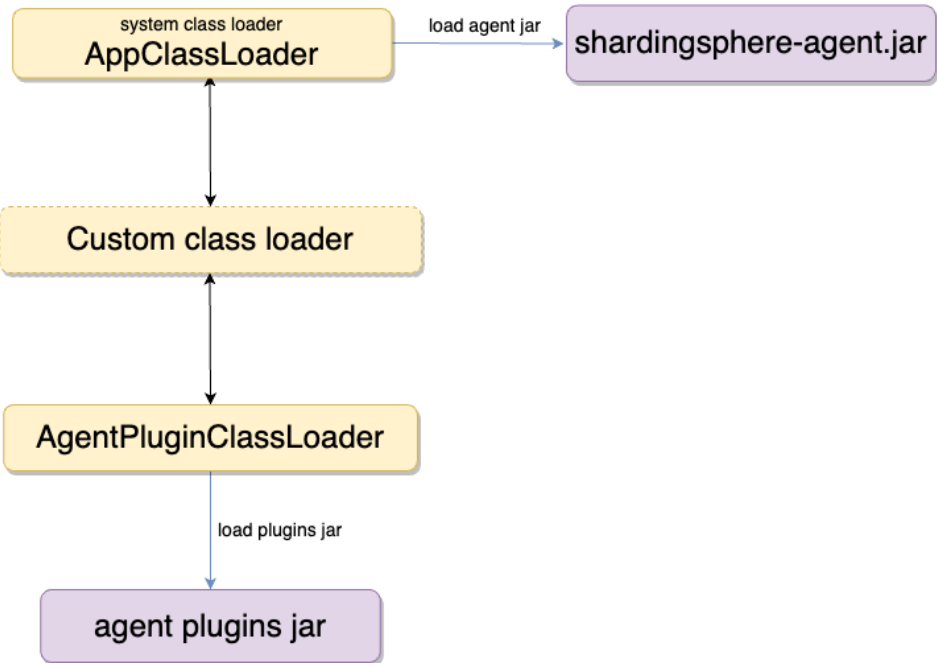 system class loader
AppClassLoader
load agent jar
shardingsphere-agent.jar
Custom class loader
AgentPluginClassLoader
load plugins jar
agent plugins jar